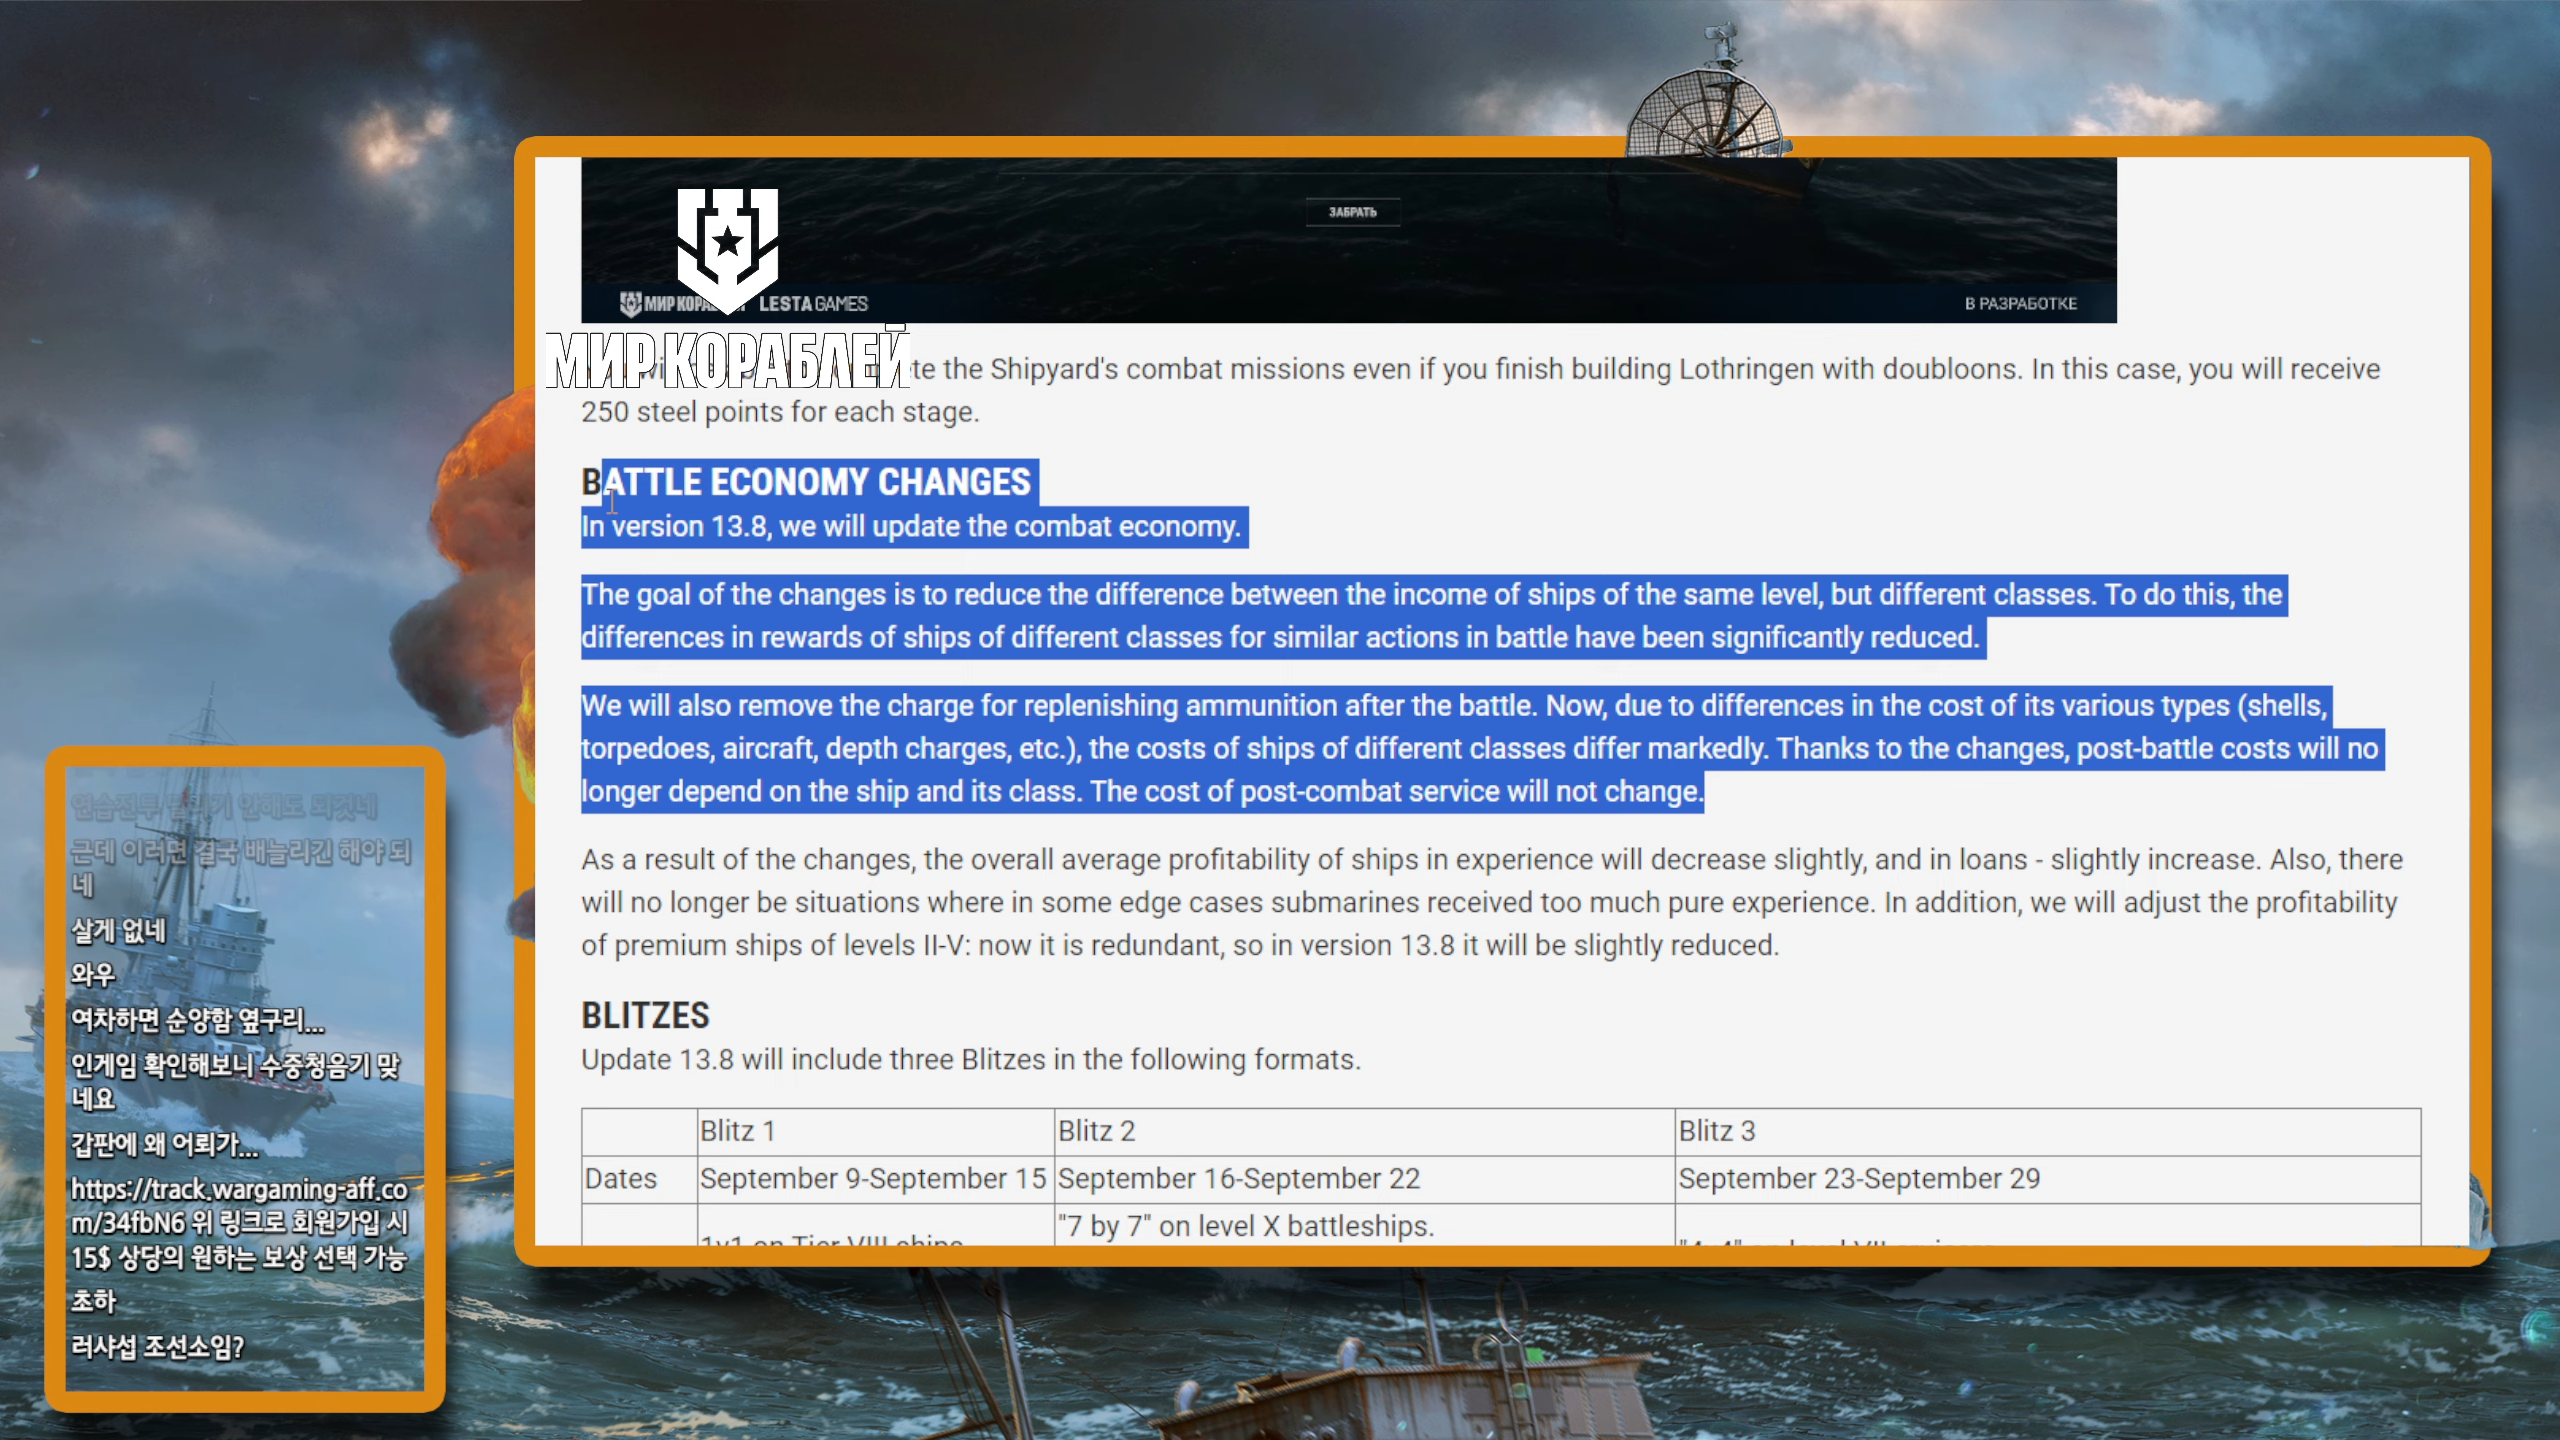 ЗАБРАТЬ
МИР КОРАБЛЕЙ
LESTA GAMES
В РАЗРАБОТКЕ
МИР КОРАБЛЕЙ
the Shipyard's combat missions even if you finish building Lothringen with doubloons. In this case, you will receive
250 steel points for each stage.
BATTLE ECONOMY CHANGES
In version 13.8, we will update the combat economy.
The goal of the changes is to reduce the difference between the income of ships of the same level, but different classes. To do this, the
differences in rewards of ships of different classes for similar actions in battle have been significantly reduced.
We will also remove the charge for replenishing ammunition after the battle. Now, due to differences in the cost of its various types (shells,
torpedoes, aircraft, depth charges, etc.), the costs of ships of different classes differ markedly. Thanks to the changes, post-battle costs will no
longer depend on the ship and its class. The cost of post-combat service will not change.
As a result of the changes, the overall average profitability of ships in experience will decrease slightly, and in loans - slightly increase. Also, there
will no longer be situations where in some edge cases submarines received too much pure experience. In addition, we will adjust the profitability
of premium ships of levels II-V: now it is redundant, so in version 13.8 it will be slightly reduced.
BLITZES
Update 13.8 will include three Blitzes in the following formats.
Blitz 1 Blitz 2 Blitz 3
Dates September 9-September 15 September 16-September 22 September 23-September 29
"7 by 7" on level X battleships.
1v1 on Tier VIII ships
안해도 되것네
근데 이러면 결국 배늘리긴 해야 되
네
살게 없네
와우
여차하면 순양함 옆구리...
인게임 확인해보니 수중청음기 맞
네요
갑판에 왜 어뢰가...
https://track.wargaming-aff.co
m/34fbN6 위 링크로 회원가입 시
15$ 상당의 원하는 보상 선택 가능
초하
러샤섭 조선소임?